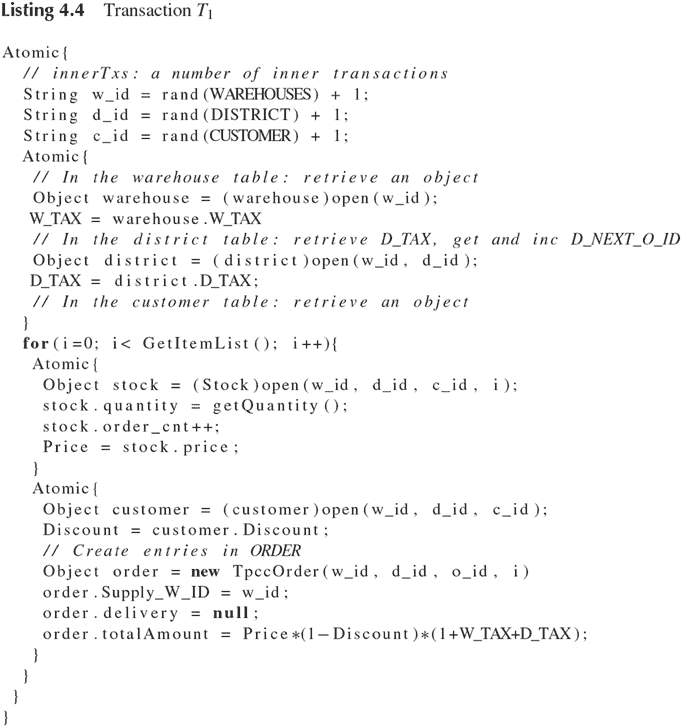 Listing 4.4 Transaction T1
Atomic{
// innerTxs: a number of inner transactions
String w_id = rand(WAREHOUSES) + 1;
String d_id = rand(DISTRICT) + 1;
String c_id = rand(CUSTOMER) + 1;
Atomic{
// In the warehouse table: retrieve an object
Object warehouse = (warehouse)open(w_id);
W_TAX = warehouse.W_TAX
// In the district table: retrieve D_TAX, get and inc D_NEXT_O_ID
Object district = (district)open(w_id, d_id);
D_TAX = district.D_TAX;
// In the customer table: retrieve an object
}
for(i=0; i< GetItemList(); i++){
Atomic{
Object stock = (Stock)open(w_id, d_id, c_id, i);
stock.quantity = getQuantity();
stock.order_cnt++;
Price = stock.price;
}
Atomic{
Object customer = (customer)open(w_id, d_id, c_id);
Discount = customer.Discount;
// Create entries in ORDER
Object order = new TpccOrder(w_id, d_id, o_id, i)
order.Supply_W_ID = w_id;
order.delivery = null;
order.totalAmount = Price*(1-Discount)*(1+W_TAX+D_TAX);
}
}
}
}